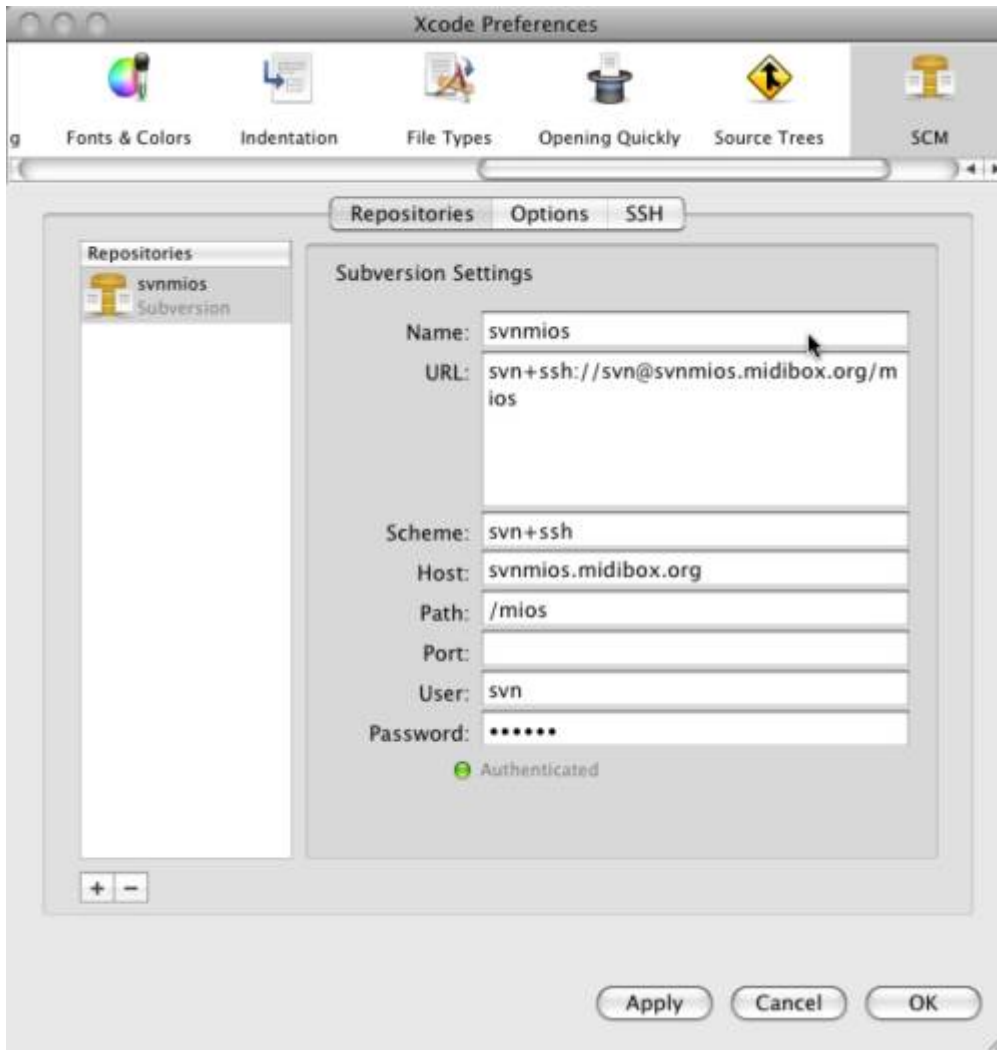 Xcode Preferences
g Fonts & Colors Indentation File Types Opening Quickly Source Trees SCM
Repositories Options SSH
Repositories
svnmios
Subversion
Subversion Settings
Name: svnmios
URL: svn+ssh://svn@svnmios.midibox.org/m
ios
Scheme: svn+ssh
Host: svnmios.midibox.org
Path: /mios
Port:
User: svn
Password: ••••••
Authenticated
+ −
Apply Cancel OK